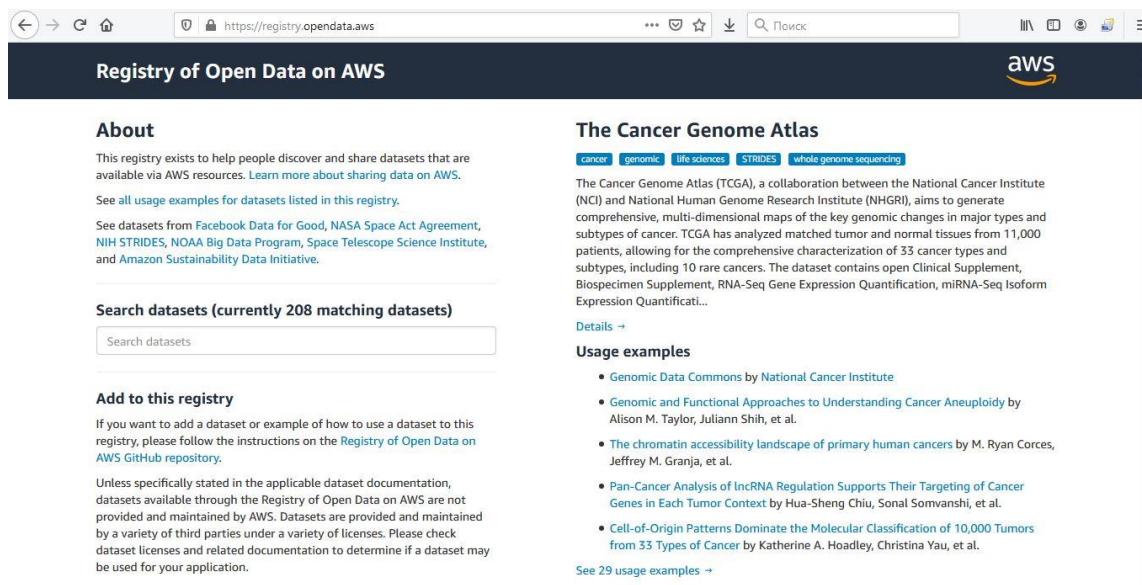 https://registry.opendata.aws
Поиск
Registry of Open Data on AWS
aws
About
This registry exists to help people discover and share datasets that are
available via AWS resources. Learn more about sharing data on AWS.
See all usage examples for datasets listed in this registry.
See datasets from Facebook Data for Good, NASA Space Act Agreement,
NIH STRIDES, NOAA Big Data Program, Space Telescope Science Institute,
and Amazon Sustainability Data Initiative.
Search datasets (currently 208 matching datasets)
Search datasets
Add to this registry
If you want to add a dataset or example of how to use a dataset to this
registry, please follow the instructions on the Registry of Open Data on
AWS GitHub repository.
Unless specifically stated in the applicable dataset documentation,
datasets available through the Registry of Open Data on AWS are not
provided and maintained by AWS. Datasets are provided and maintained
by a variety of third parties under a variety of licenses. Please check
dataset licenses and related documentation to determine if a dataset may
be used for your application.
The Cancer Genome Atlas
cancer genomic life sciences STRIDES whole genome sequencing
The Cancer Genome Atlas (TCGA), a collaboration between the National Cancer Institute
(NCI) and National Human Genome Research Institute (NHGRI), aims to generate
comprehensive, multi-dimensional maps of the key genomic changes in major types and
subtypes of cancer. TCGA has analyzed matched tumor and normal tissues from 11,000
patients, allowing for the comprehensive characterization of 33 cancer types and
subtypes, including 10 rare cancers. The dataset contains open Clinical Supplement,
Biospecimen Supplement, RNA-Seq Gene Expression Quantification, miRNA-Seq Isoform
Expression Quantificati...
Details →
Usage examples
• Genomic Data Commons by National Cancer Institute
• Genomic and Functional Approaches to Understanding Cancer Aneuploidy by
Alison M. Taylor, Juliann Shih, et al.
• The chromatin accessibility landscape of primary human cancers by M. Ryan Corces,
Jeffrey M. Granja, et al.
• Pan-Cancer Analysis of lncRNA Regulation Supports Their Targeting of Cancer
Genes in Each Tumor Context by Hua-Sheng Chiu, Sonal Somvanshi, et al.
• Cell-of-Origin Patterns Dominate the Molecular Classification of 10,000 Tumors
from 33 Types of Cancer by Katherine A. Hoadley, Christina Yau, et al.
See 29 usage examples →